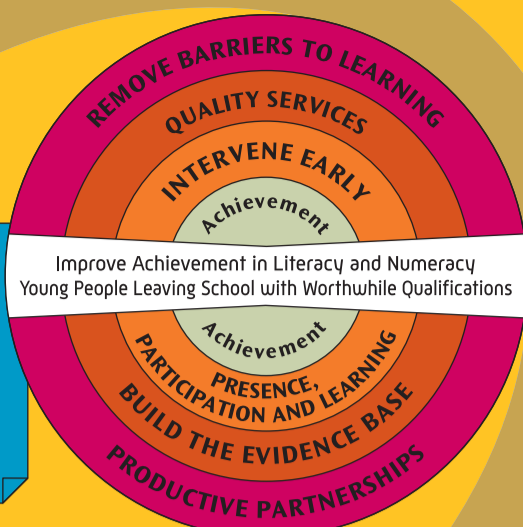 REMOVE BARRIERS TO LEARNING
QUALITY SERVICES
INTERVENE EARLY
Achievement
Improve Achievement in Literacy and Numeracy
Young People Leaving School with Worthwhile Qualifications
Achievement
PRESENCE,
PARTICIPATION AND LEARNING
BUILD THE EVIDENCE BASE
PRODUCTIVE PARTNERSHIPS